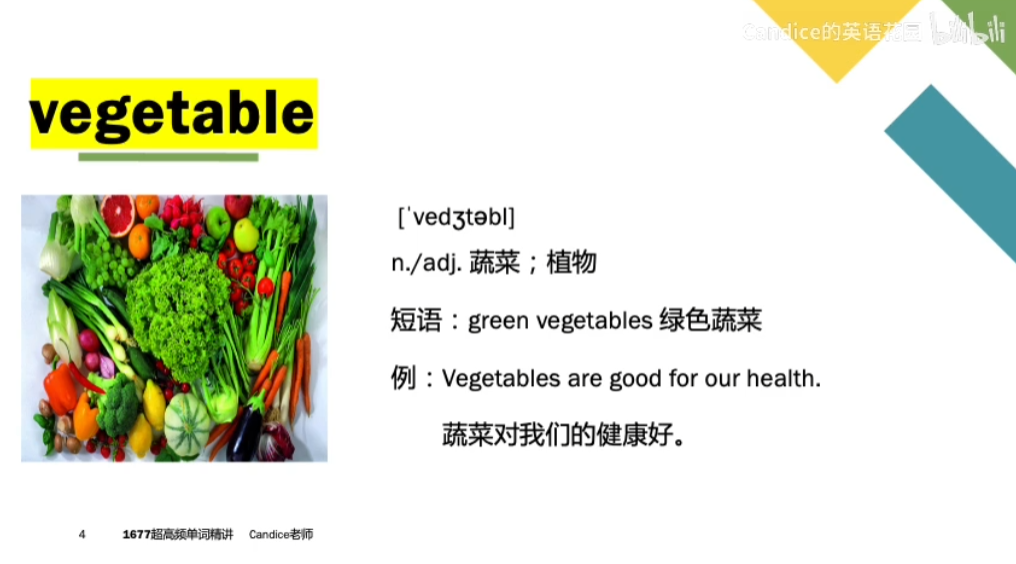 Candice的英语花园 bilibili
vegetable
[ˈvedʒtəbl]
n./adj. 蔬菜；植物
短语：green vegetables 绿色蔬菜
例：Vegetables are good for our health.
蔬菜对我们的健康好。
4 1677超高频单词精讲 Candice老师